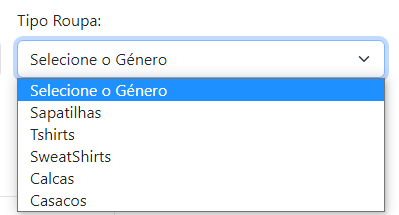 Tipo Roupa:
Selecione o Género
Selecione o Género
Sapatilhas
Tshirts
SweatShirts
Calcas
Casacos